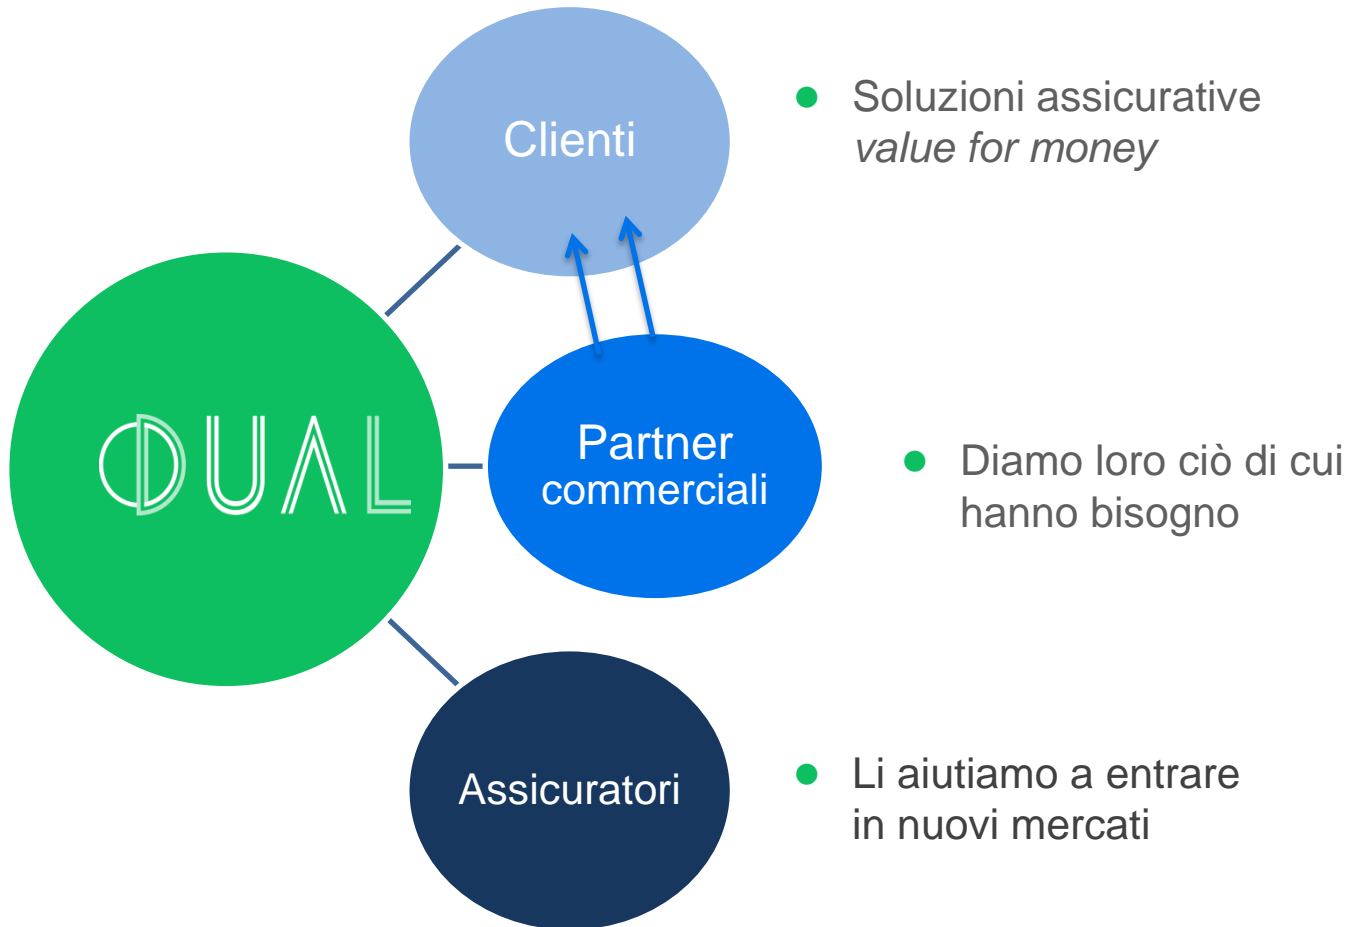 Clienti
Soluzioni assicurative
value for money
DUAL
Partner
commerciali
Diamo loro ciò di cui
hanno bisogno
Assicuratori
Li aiutiamo a entrare
in nuovi mercati